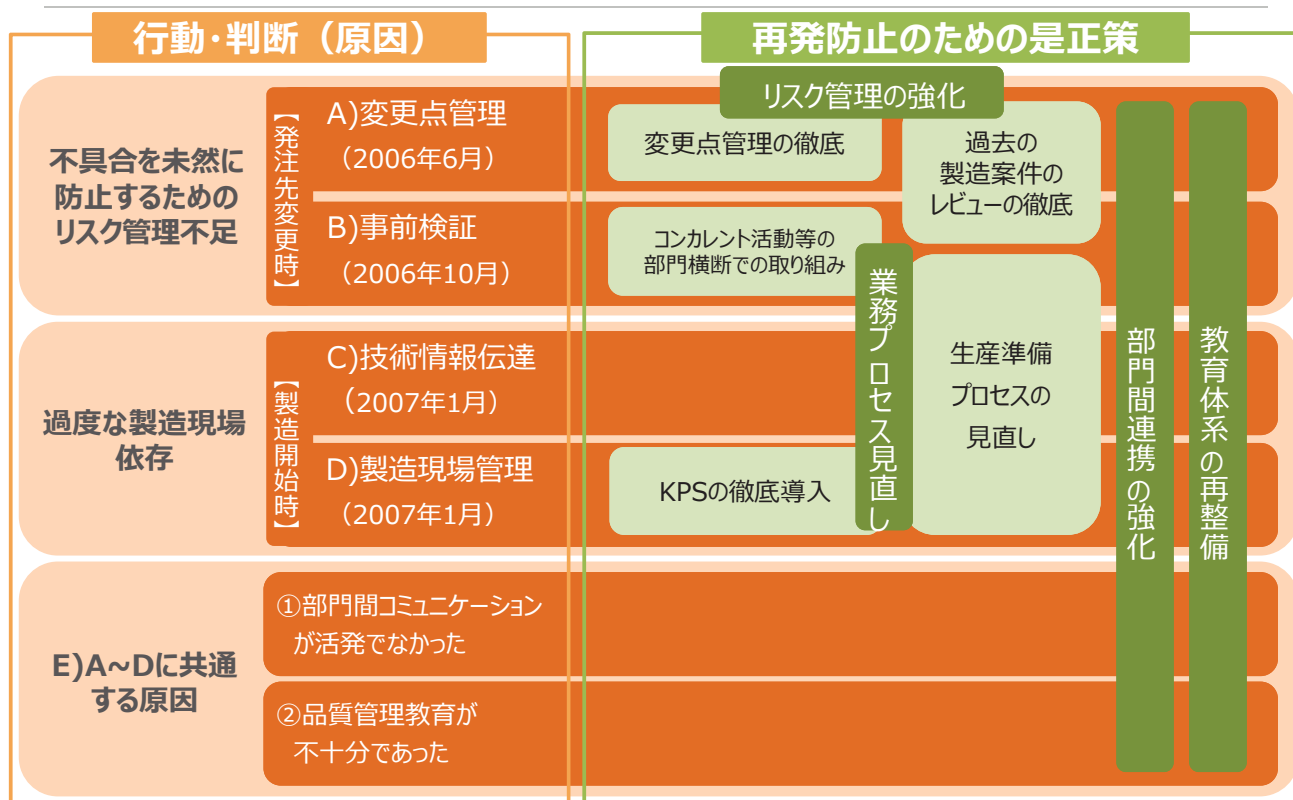 行動・判断（原因）
再発防止のための是正策
不具合を未然に
防止するための
リスク管理不足
【発注先変更時】
A)変更点管理
（2006年6月）
B)事前検証
（2006年10月）
リスク管理の強化
変更点管理の徹底
過去の
製造案件の
レビューの徹底
コンカレント活動等の
部門横断での取り組み
業務プロセス見直し
生産準備
プロセスの
見直し
部門間連携の強化
教育体系の再整備
過度な製造現場
依存
【製造開始時】
C)技術情報伝達
（2007年1月）
D)製造現場管理
（2007年1月）
KPSの徹底導入
E)A~Dに共通
する原因
①部門間コミュニケーション
が活発でなかった
②品質管理教育が
不十分であった